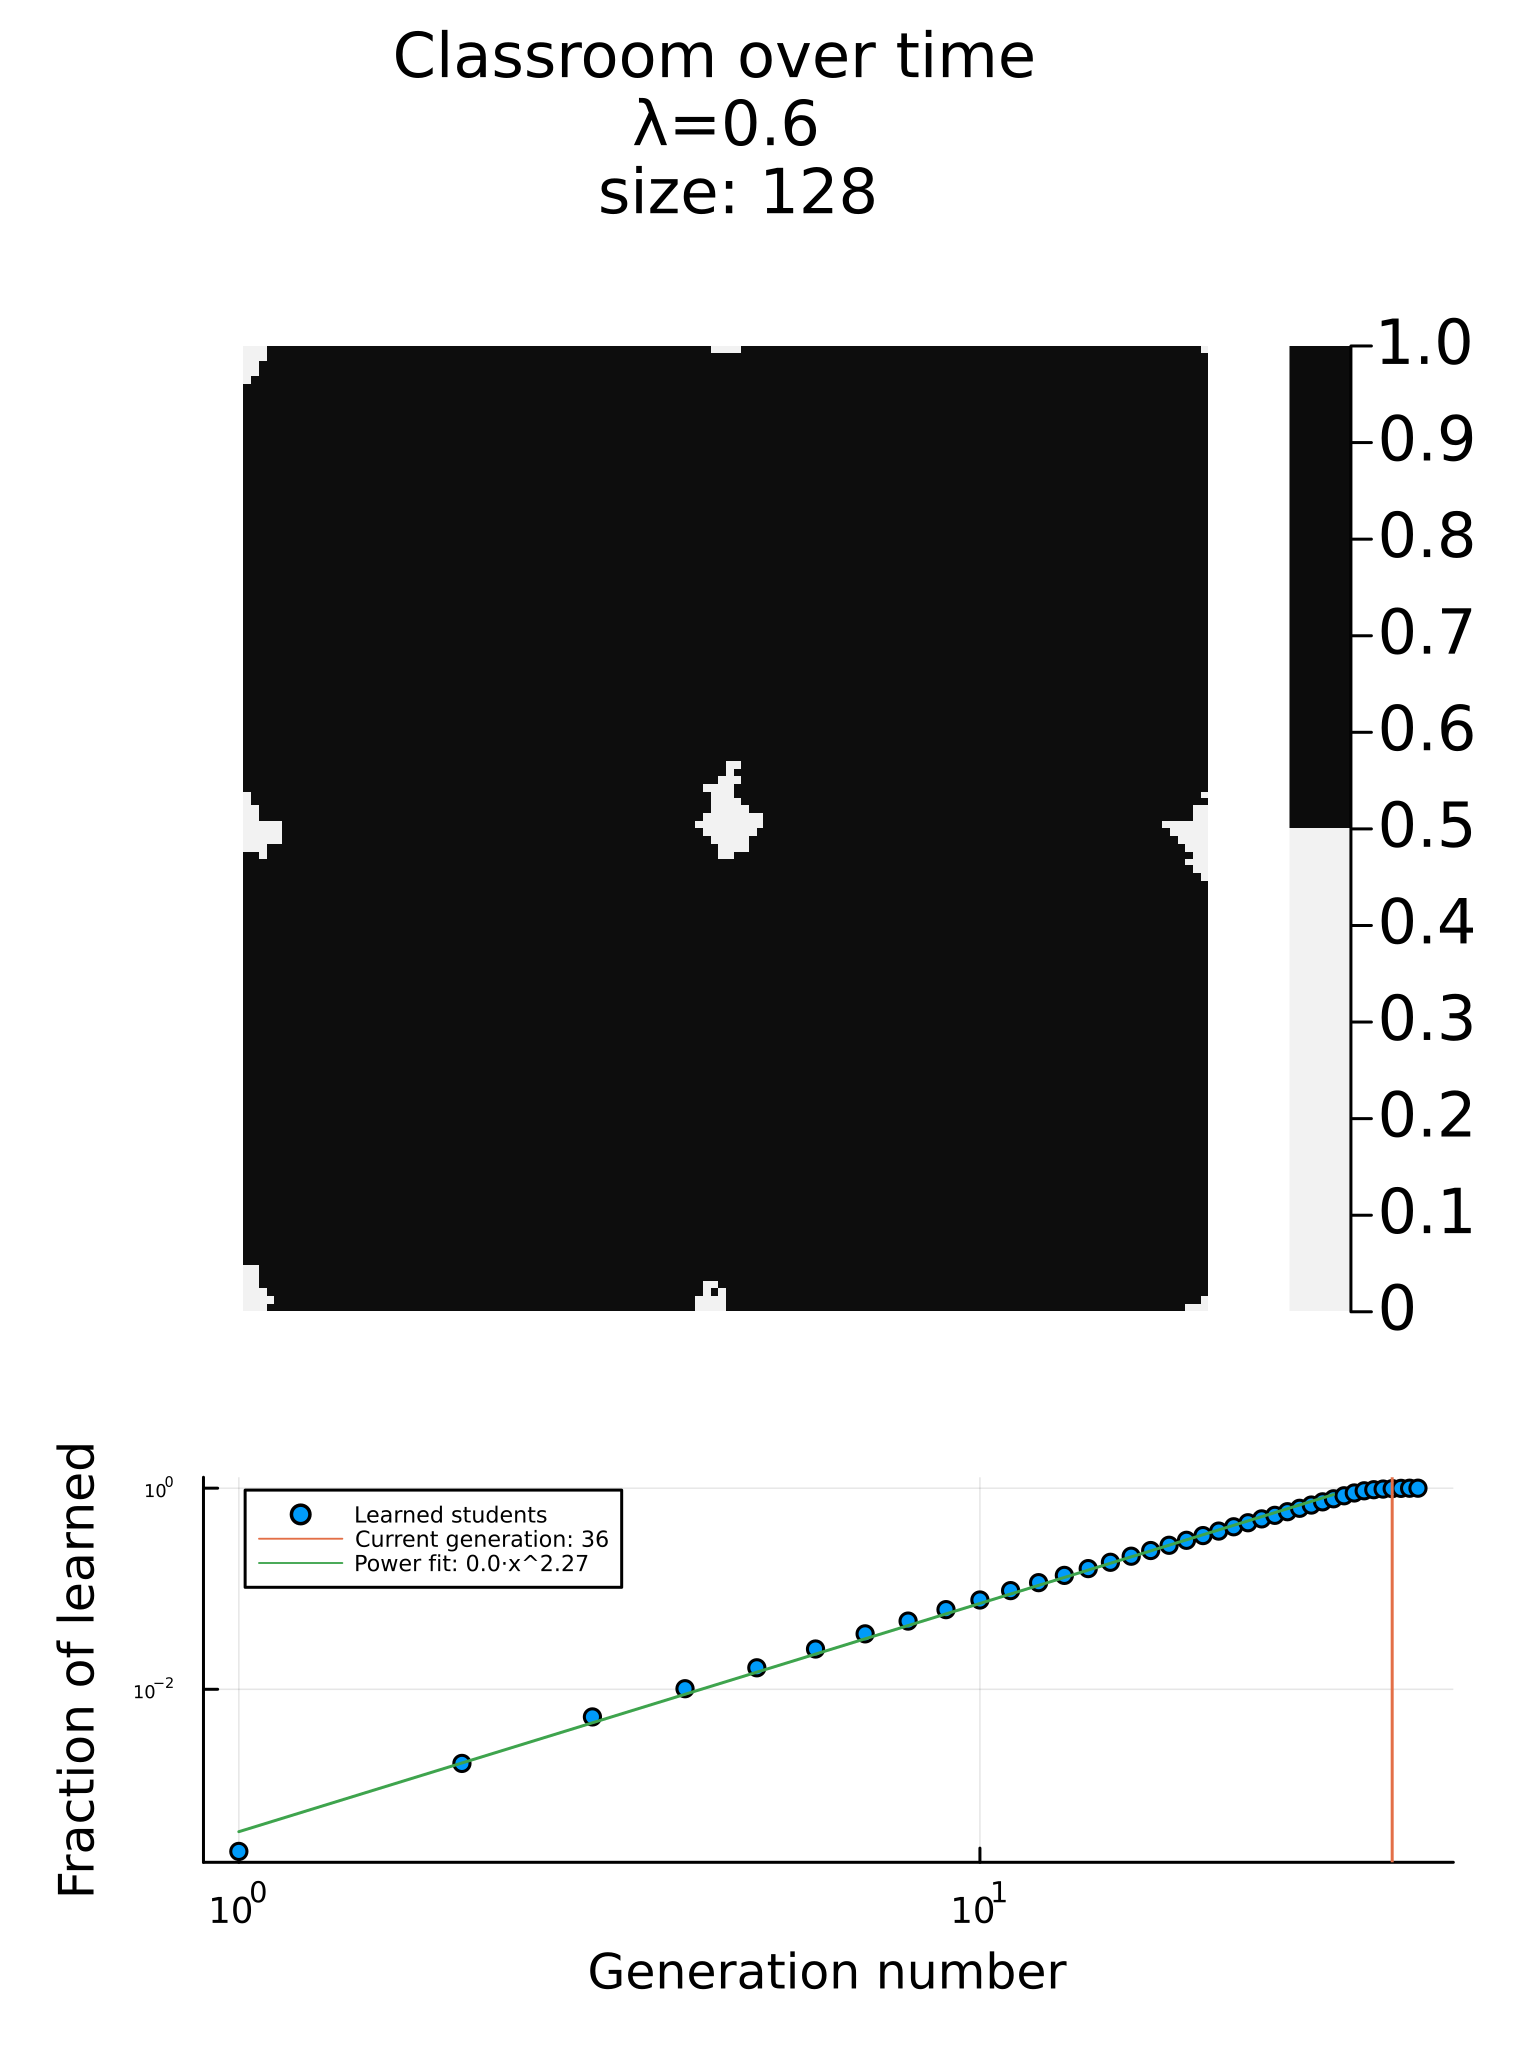 Classroom over time
λ=0.6
size: 128
1.0
0.9
0.8
0.7
0.6
0.5
0.4
0.3
0.2
0.1
0
Fraction of learned
10⁰
10⁻²
Learned students
Current generation: 36
Power fit: 0.0·x^2.27
10⁰
10¹
Generation number